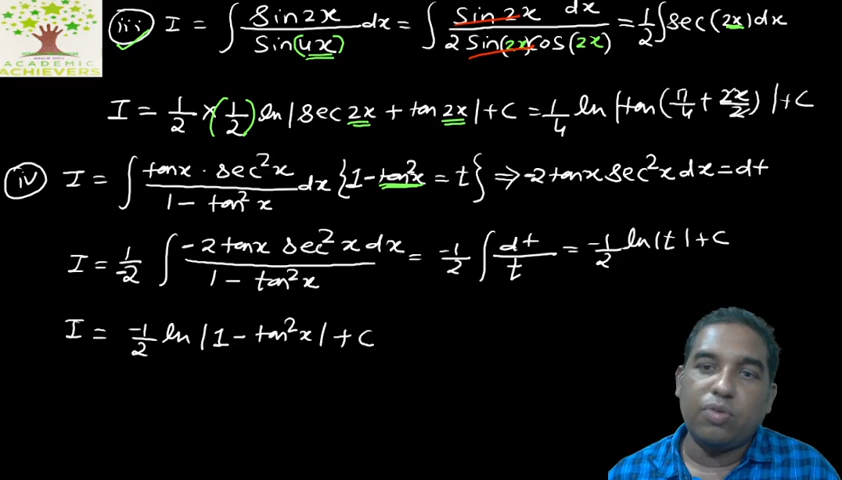 iii) I = ∫ sin2x / sin(4x) dx = ∫ sin2x dx / 2 sin(2x) cos(2x) = 1/2 ∫ sec(2x) dx
ACADEMIC
ACHIEVERS
I = 1/2 × (1/2) ln|sec 2x + tan 2x| + C = 1/4 ln|tan(π/4 + 2x/2)| + C
iv) I = ∫ tanx · sec²x / 1 - tan²x dx {1 - tan²x = t} ⇒ -2 tanx sec²x dx = dt
I = 1/-2 ∫ -2 tanx sec²x dx / 1 - tan²x = -1/2 ∫ dt/t = -1/2 ln|t| + C
I = -1/2 ln|1 - tan²x| + C